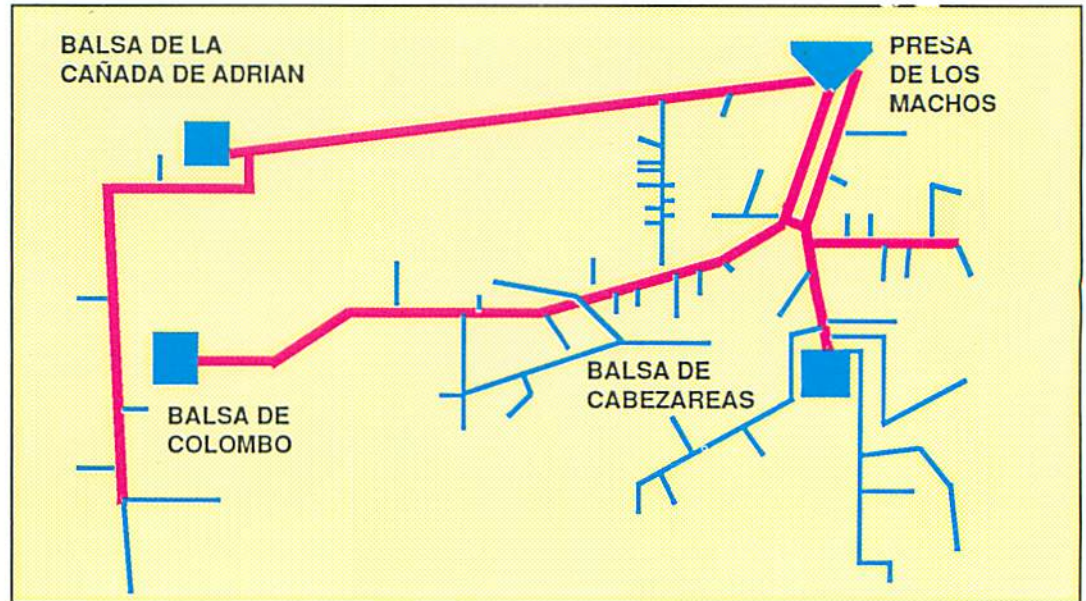 BALSA DE LA
CAÑADA DE ADRIAN
PRESA
DE LOS
MACHOS
BALSA DE
CABEZAREAS
BALSA DE
COLOMBO